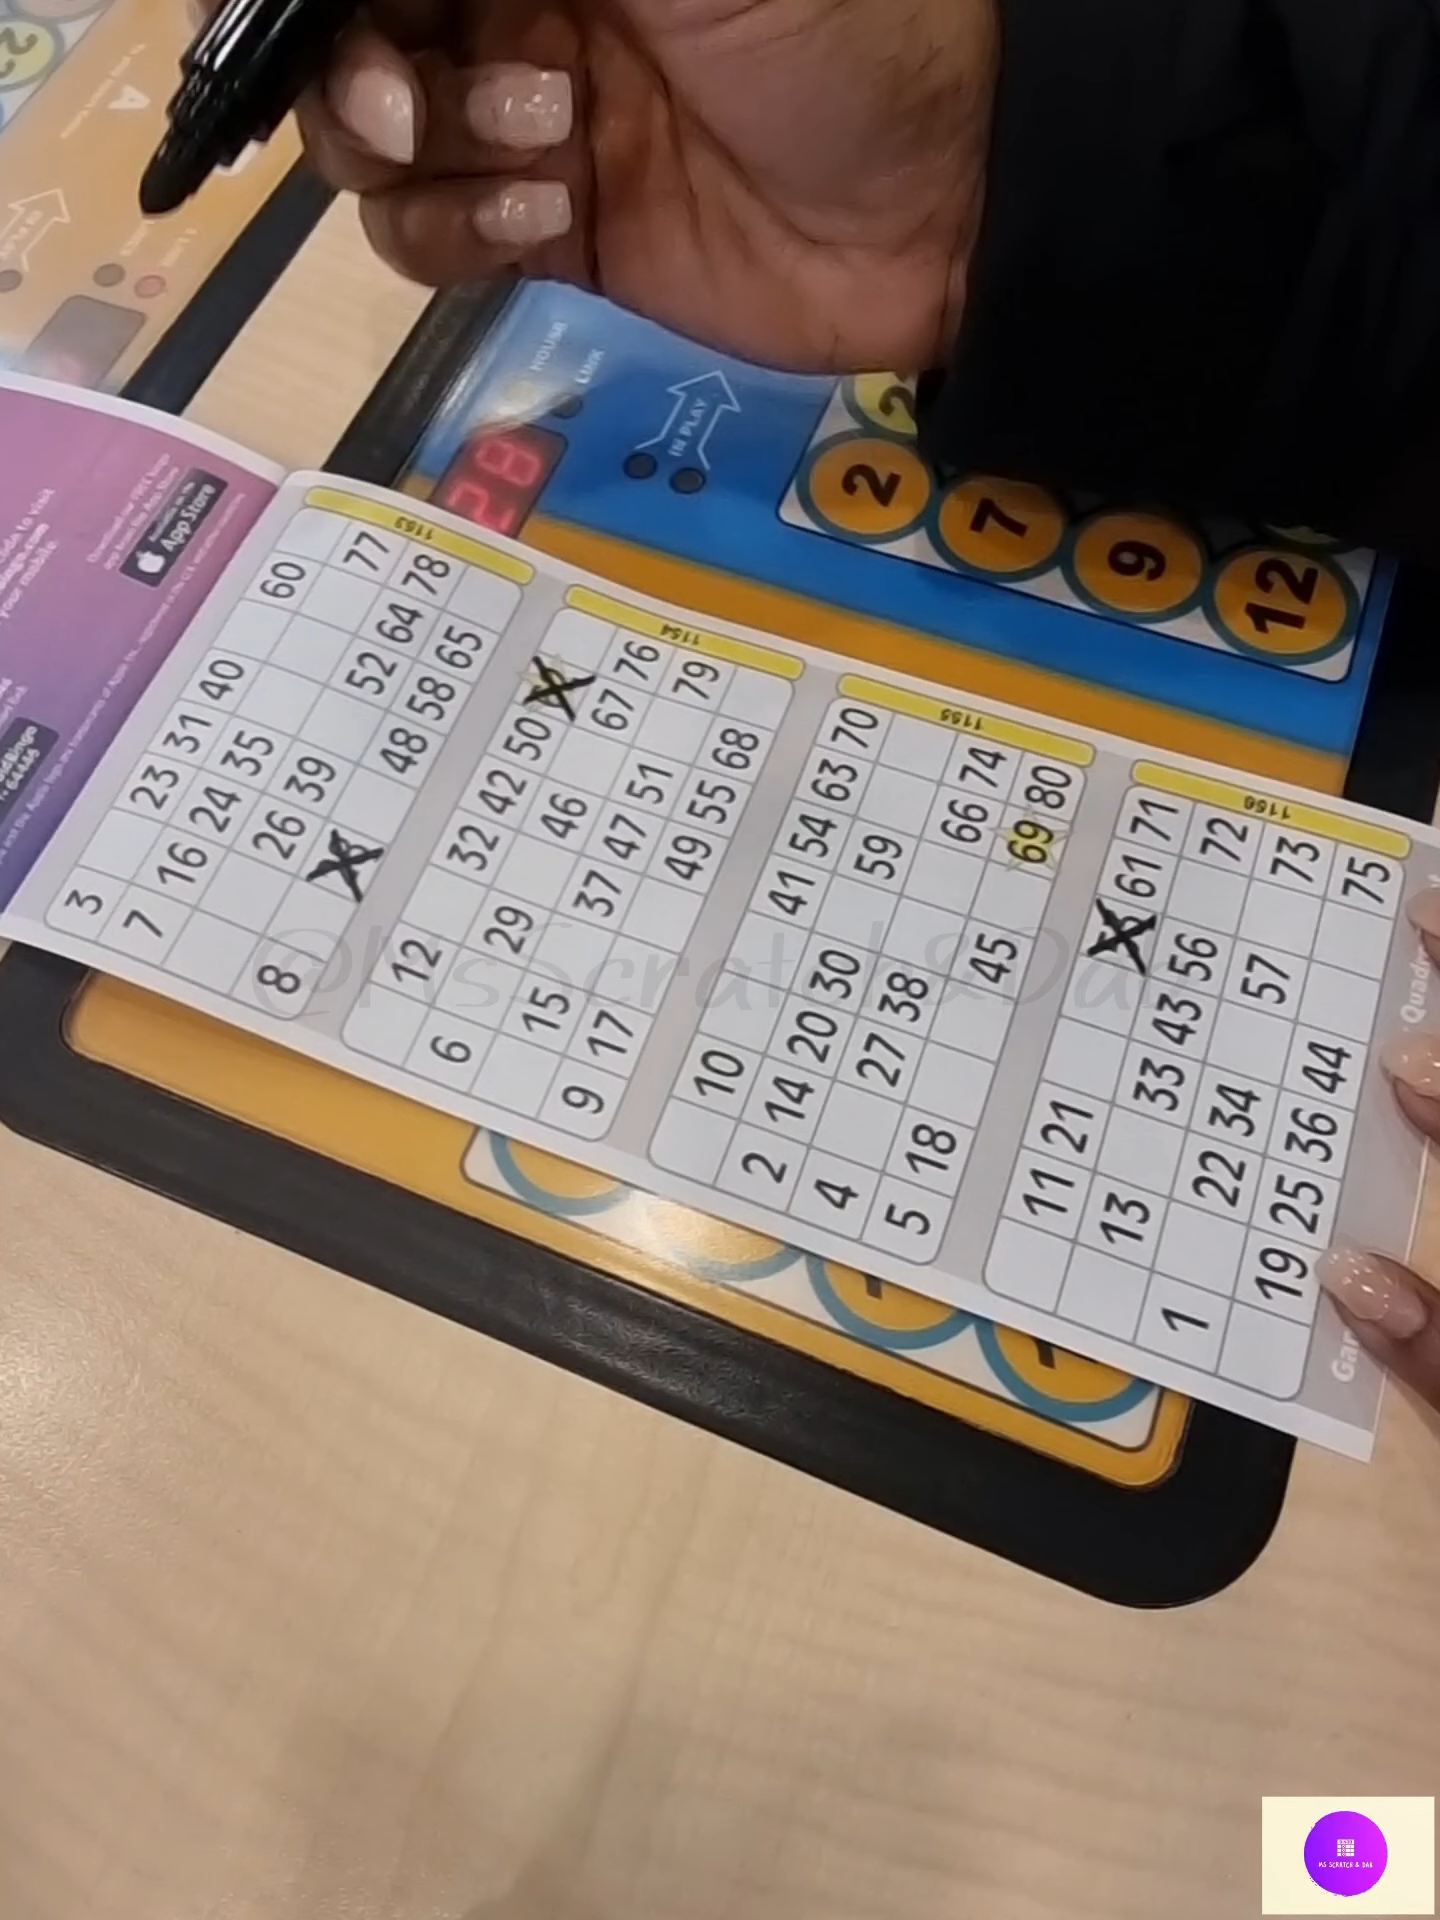 HOUSE
LINK
IN PLAY
28
2 7 9 12
Available on the
App Store
1153
60 77 78
40 52 64 65
23 31 35 39 48 58
3 16 24 26
7 8
1154
50 67 76 79
32 42 46 51 68
12 29 37 47 55
6 15 17 49
9
1155
70 74 80
41 54 63 59 66 69
10 30 38 45
14 20 27
2 4 5 18
1156
71 72 73 75
61 56 57
11 21 33 43 34 44
13 22 25 36
1 19
@MsScratch&Dab
MS SCRATCH & DAB